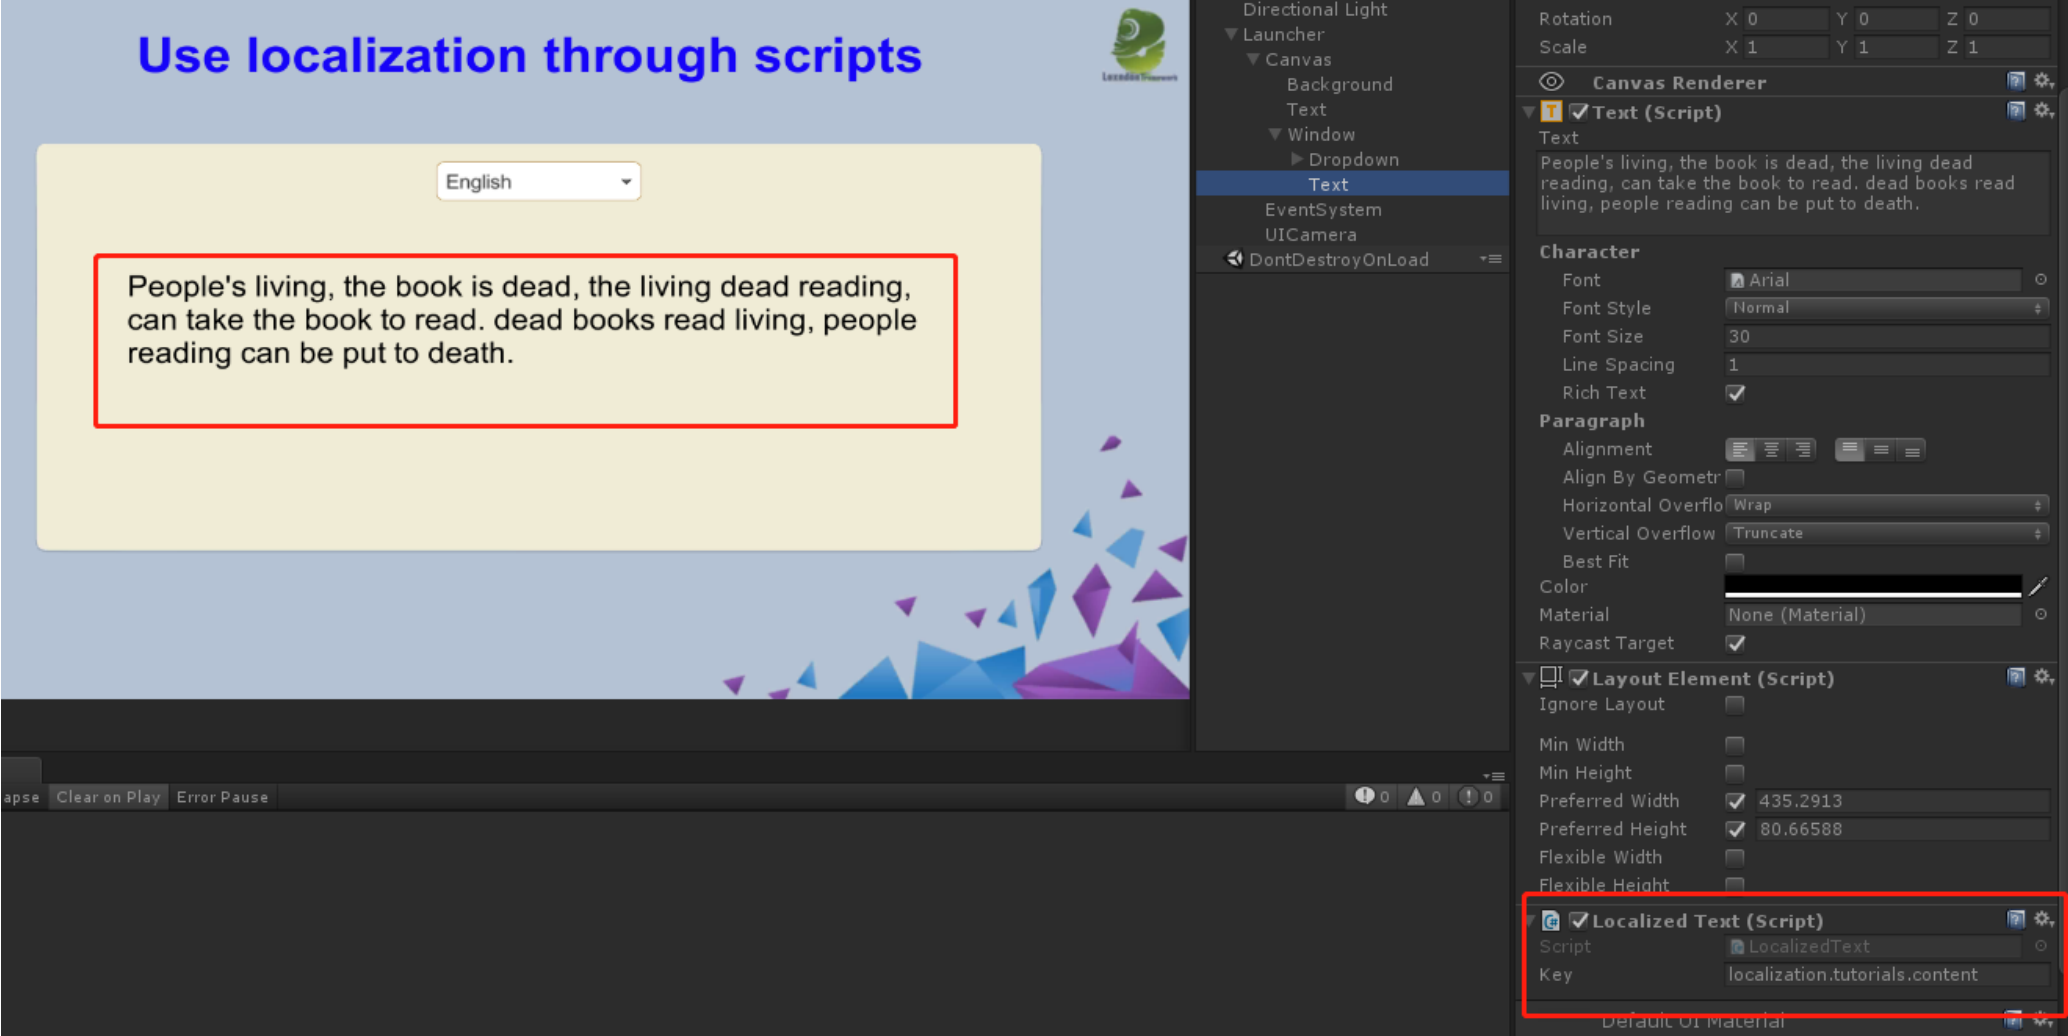 Use localization through scripts
English
People's living, the book is dead, the living dead reading,
can take the book to read. dead books read living, people
reading can be put to death.
apse Clear on Play Error Pause
0 0 0
Directional Light
Launcher
Canvas
Background
Text
Window
Dropdown
Text
EventSystem
UICamera
DontDestroyOnLoad
Rotation X 0 Y 0 Z 0
Scale X 1 Y 1 Z 1
Canvas Renderer
Text (Script)
Text
People's living, the book is dead, the living dead
reading, can take the book to read. dead books read
living, people reading can be put to death.
Character
Font Arial
Font Style Normal
Font Size 30
Line Spacing 1
Rich Text
Paragraph
Alignment
Align By Geometr
Horizontal Overflo Wrap
Vertical Overflow Truncate
Best Fit
Color
Material None (Material)
Raycast Target
Layout Element (Script)
Ignore Layout
Min Width
Min Height
Preferred Width 435.2913
Preferred Height 80.66588
Flexible Width
Flexible Height
Localized Text (Script)
Script LocalizedText
Key localization.tutorials.content
Default UI Material